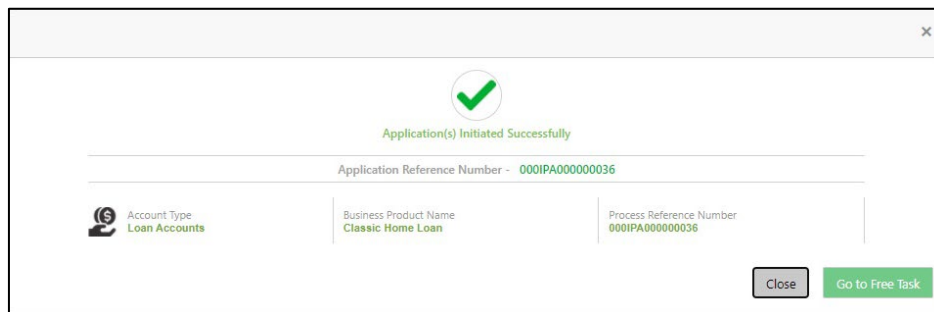 ×
Application(s) Initiated Successfully
Application Reference Number - 000IPA000000036
Account Type
Loan Accounts
Business Product Name
Classic Home Loan
Process Reference Number
000IPA000000036
Close
Go to Free Task